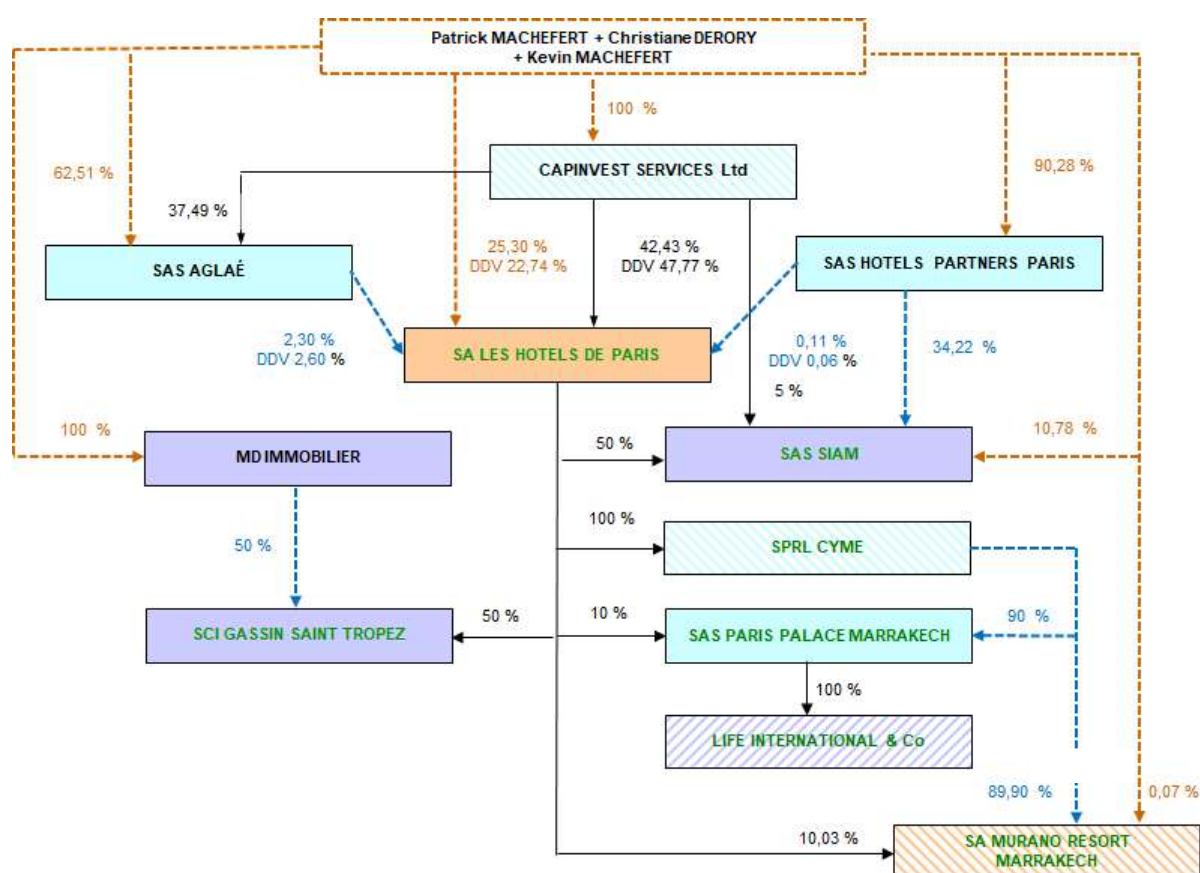 Patrick MACHEFERT + Christiane DERORY
+ Kevin MACHEFERT
100 %
62,51 %
CAPINVEST SERVICES Ltd
90,28 %
37,49 %
SAS AGLAÉ
25,30 %
DDV 22,74 %
42,43 %
DDV 47,77 %
SAS HOTELS PARTNERS PARIS
2,30 %
DDV 2,60 %
SA LES HOTELS DE PARIS
0,11 %
DDV 0,06 %
34,22 %
5 %
100 %
MD IMMOBILIER
50 %
SAS SIAM
10,78 %
100 %
SPRL CYME
50 %
SCI GASSIN SAINT TROPEZ
50 %
10 %
SAS PARIS PALACE MARRAKECH
90 %
100 %
LIFE INTERNATIONAL & Co
89,90 %
0,07 %
10,03 %
SA MURANO RESORT
MARRAKECH